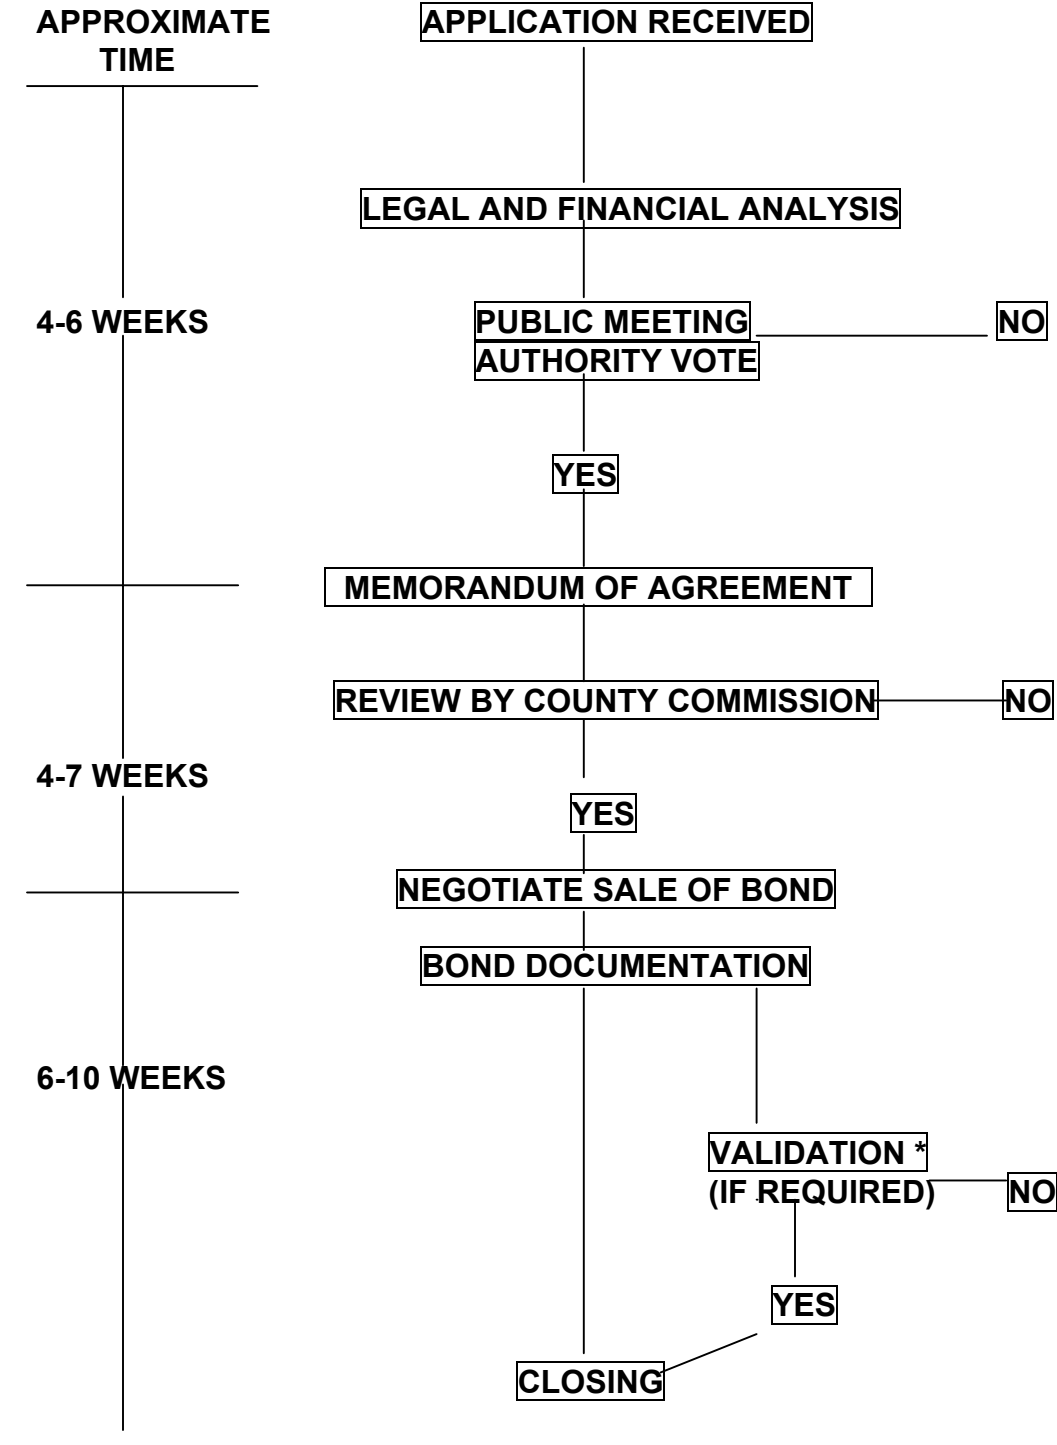 APPROXIMATE
TIME
APPLICATION RECEIVED
LEGAL AND FINANCIAL ANALYSIS
4-6 WEEKS
PUBLIC MEETING
NO
AUTHORITY VOTE
YES
MEMORANDUM OF AGREEMENT
REVIEW BY COUNTY COMMISSION
NO
4-7 WEEKS
YES
NEGOTIATE SALE OF BOND
BOND DOCUMENTATION
6-10 WEEKS
VALIDATION *
(IF REQUIRED)
NO
YES
CLOSING